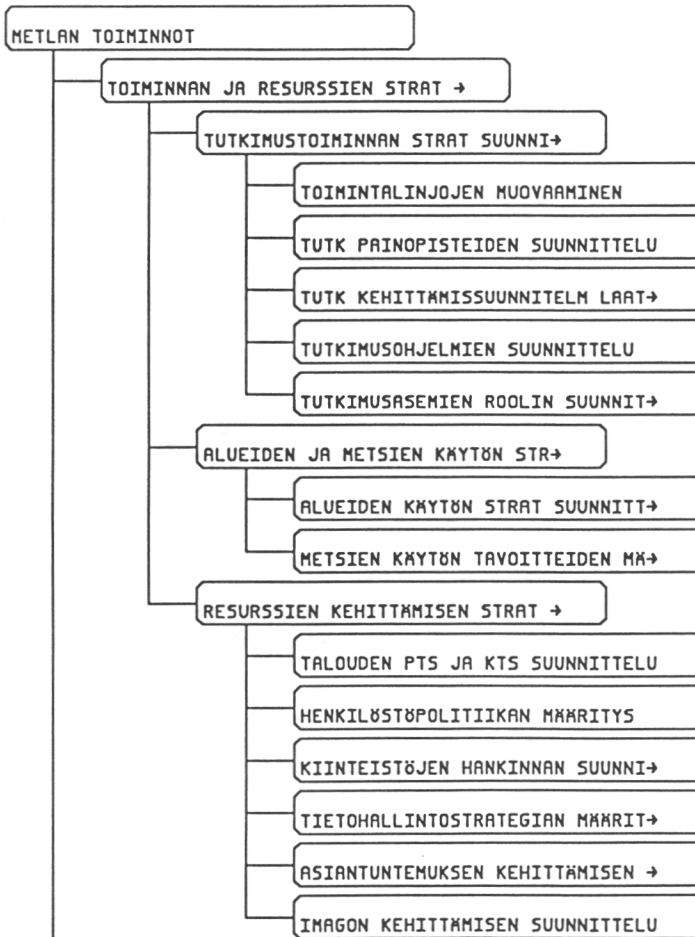 METLAN TOIMINNOT
TOIMINNAN JA RESURSSIEN STRAT →
TUTKIMUSTOIMINNAN STRAT SUUNNI→
TOIMINTALINJOJEN MUOVAAMINEN
TUTK PAINOPISTEIDEN SUUNNITTELU
TUTK KEHITTÄMISSUUNNITELM LAAT→
TUTKIMUSOHJELMIEN SUUNNITTELU
TUTKIMUSASEMIEN ROOLIN SUUNNIT→
ALUEIDEN JA METSIEN KÄYTÖN STR→
ALUEIDEN KÄYTÖN STRAT SUUNNITT→
METSIEN KÄYTÖN TAVOITTEIDEN MÄ→
RESURSSIEN KEHITTÄMISEN STRAT →
TALOUDEN PTS JA KTS SUUNNITTELU
HENKILÖSTÖPOLITIIKAN MÄÄRITYS
KIINTEISTÖJEN HANKINNAN SUUNNI→
TIETOHALLINTOSTRATEGIAN MÄÄRIT→
ASIANTUNTEMUKSEN KEHITTÄMISEN →
IMAGON KEHITTÄMISEN SUUNNITTELU